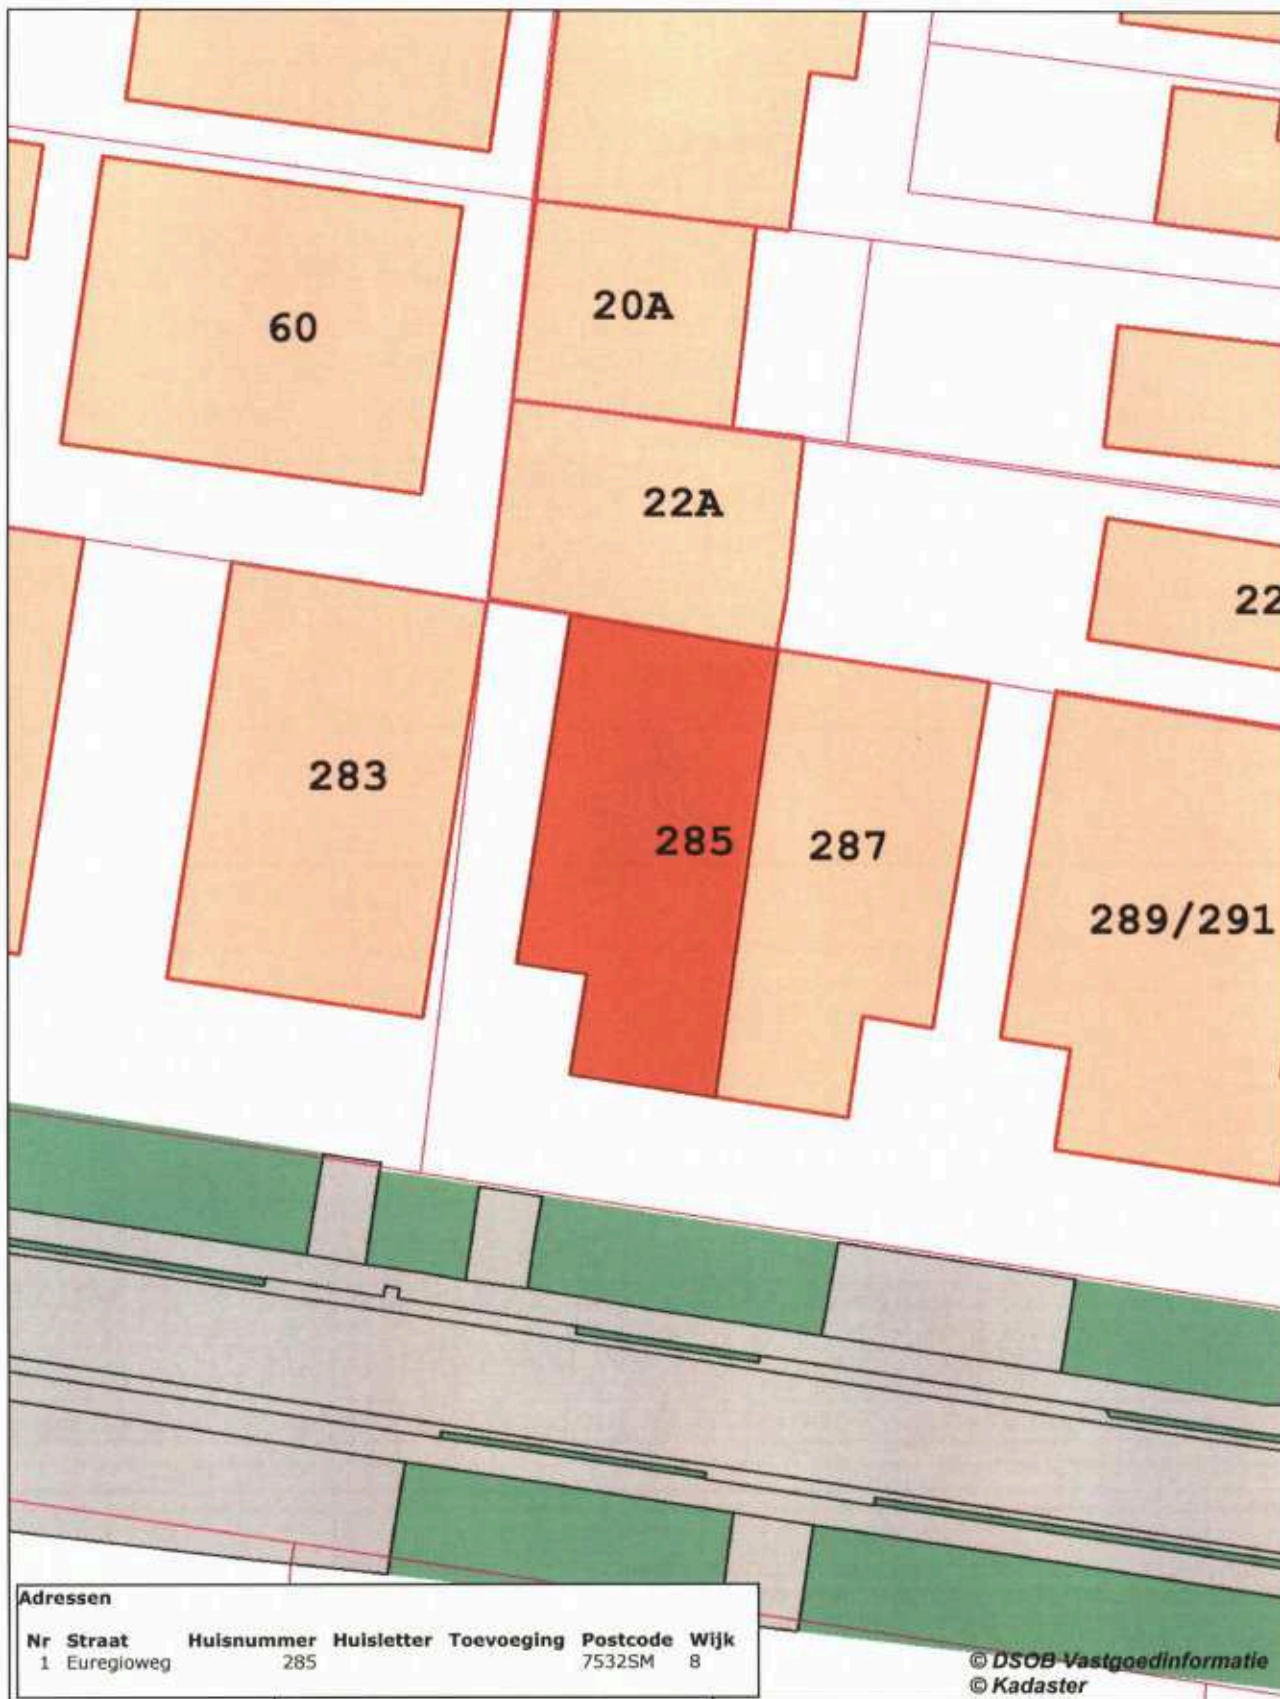 20A
60
22A
22
283
285
287
289/291
Adressen
Nr Straat Huisnummer Huisletter Toevoeging Postcode Wijk
1 Euregioweg 285 7532SM 8
© DSOB Vastgoedinformatie
© Kadaster